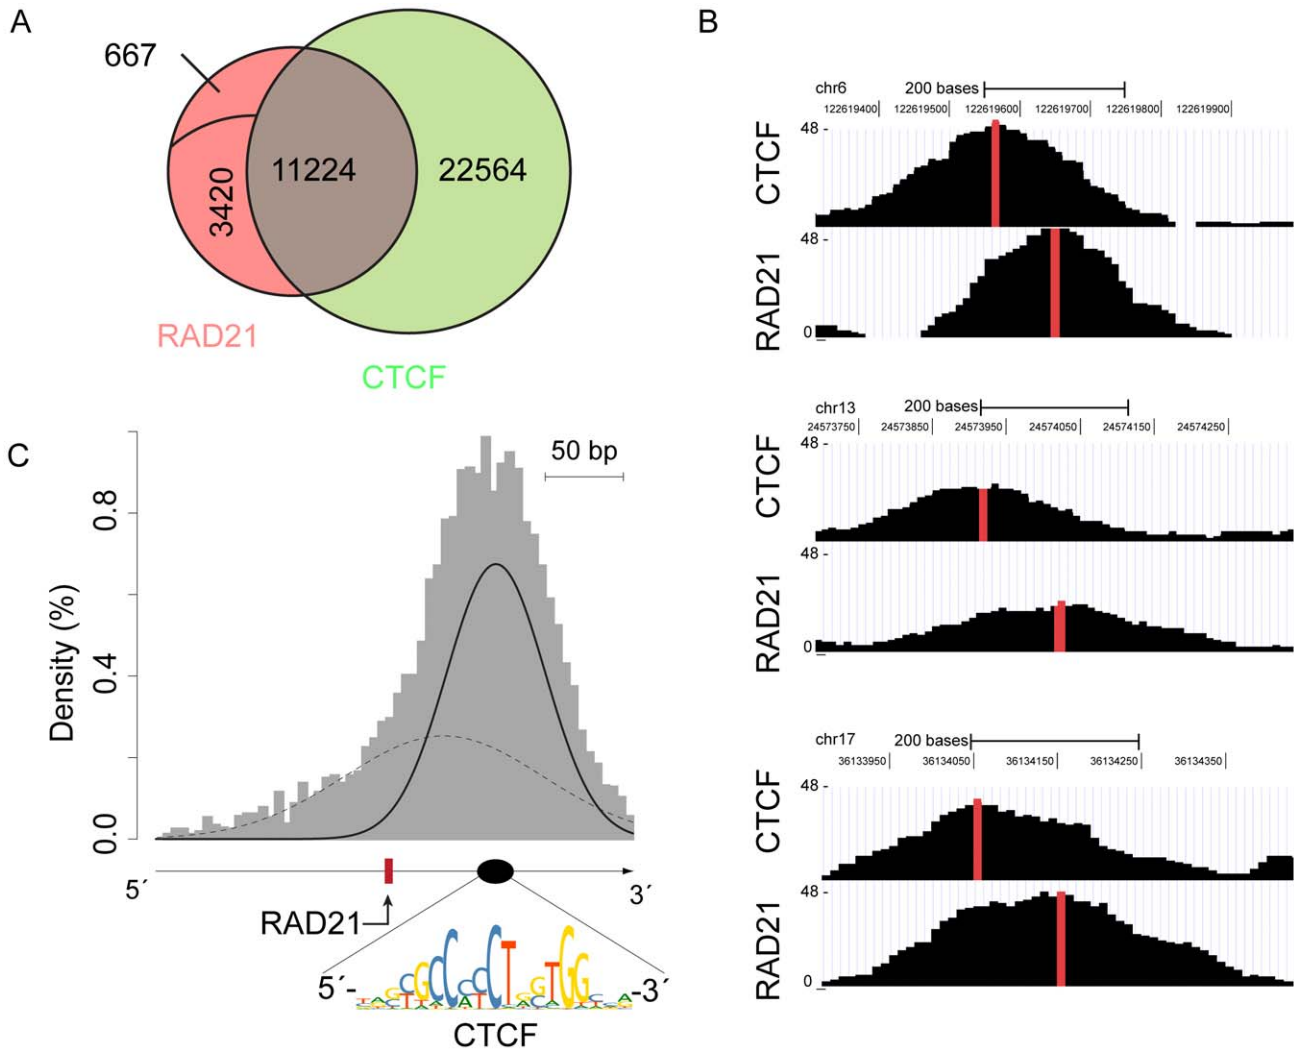 A
667
3420
11224
22564
RAD21
CTCF
B
chr6
200 bases
122619400
122619500
122619600
122619700
122619800
122619900
CTCF
48 -
RAD21
48 -
0 _
chr13
200 bases
24573750
24573850
24573950
24574050
24574150
24574250
CTCF
48 -
RAD21
48 -
0 _
chr17
200 bases
36133950
36134050
36134150
36134250
36134350
CTCF
48 -
RAD21
48 -
0 _
C
50 bp
Density (%)
0.8
0.4
0.0
5´
3´
RAD21
5´-
-3´
CTCF